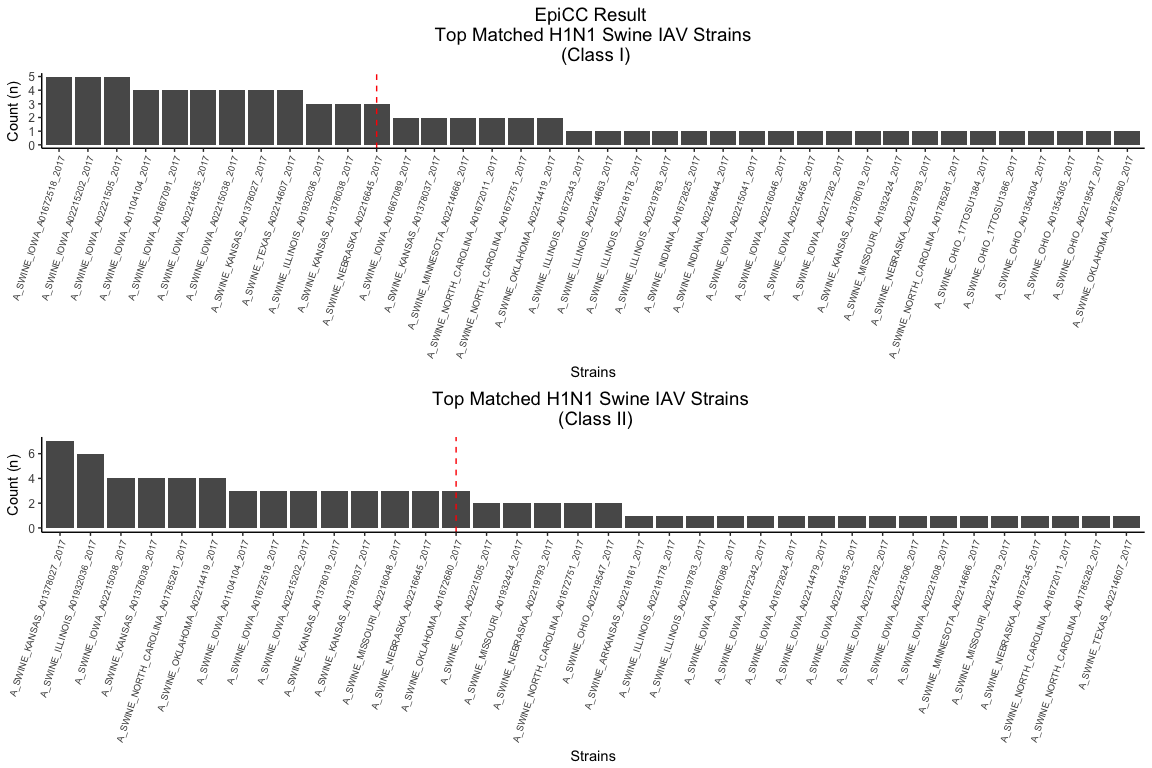 EpiCC Result
Top Matched H1N1 Swine IAV Strains
(Class I)
Count (n)
5
4
3
2
1
0
A_SWINE_IOWA_A01672518_2017
A_SWINE_IOWA_A02215202_2017
A_SWINE_IOWA_A02221505_2017
A_SWINE_IOWA_A01104104_2017
A_SWINE_IOWA_A01667091_2017
A_SWINE_IOWA_A02214835_2017
A_SWINE_IOWA_A02215038_2017
A_SWINE_KANSAS_A01378027_2017
A_SWINE_TEXAS_A02214607_2017
A_SWINE_ILLINOIS_A01932036_2017
A_SWINE_KANSAS_A01378038_2017
A_SWINE_NEBRASKA_A02216645_2017
A_SWINE_IOWA_A01667089_2017
A_SWINE_KANSAS_A01378037_2017
A_SWINE_MINNESOTA_A02214666_2017
A_SWINE_NORTH_CAROLINA_A01672011_2017
A_SWINE_NORTH_CAROLINA_A01672751_2017
A_SWINE_OKLAHOMA_A02214419_2017
A_SWINE_ILLINOIS_A01672343_2017
A_SWINE_ILLINOIS_A02214663_2017
A_SWINE_ILLINOIS_A02218178_2017
A_SWINE_ILLINOIS_A02219763_2017
A_SWINE_INDIANA_A01672825_2017
A_SWINE_INDIANA_A02216644_2017
A_SWINE_IOWA_A02215041_2017
A_SWINE_IOWA_A02216046_2017
A_SWINE_IOWA_A02216456_2017
A_SWINE_IOWA_A02217282_2017
A_SWINE_KANSAS_A01378019_2017
A_SWINE_MISSOURI_A01932424_2017
A_SWINE_NEBRASKA_A02219793_2017
A_SWINE_NORTH_CAROLINA_A01785281_2017
A_SWINE_OHIO_17TOSU1384_2017
A_SWINE_OHIO_17TOSU1386_2017
A_SWINE_OHIO_A01354304_2017
A_SWINE_OHIO_A01354305_2017
A_SWINE_OHIO_A02219547_2017
A_SWINE_OKLAHOMA_A01672680_2017
Strains
Top Matched H1N1 Swine IAV Strains
(Class II)
Count (n)
6
4
2
0
A_SWINE_KANSAS_A01378027_2017
A_SWINE_ILLINOIS_A01932036_2017
A_SWINE_IOWA_A02215038_2017
A_SWINE_KANSAS_A01378038_2017
A_SWINE_NORTH_CAROLINA_A01785281_2017
A_SWINE_OKLAHOMA_A02214419_2017
A_SWINE_IOWA_A01104104_2017
A_SWINE_IOWA_A01672518_2017
A_SWINE_IOWA_A02215202_2017
A_SWINE_KANSAS_A01378019_2017
A_SWINE_KANSAS_A01378037_2017
A_SWINE_MISSOURI_A02216048_2017
A_SWINE_NEBRASKA_A02216645_2017
A_SWINE_OKLAHOMA_A01672680_2017
A_SWINE_IOWA_A02221505_2017
A_SWINE_MISSOURI_A01932424_2017
A_SWINE_NEBRASKA_A02219793_2017
A_SWINE_NORTH_CAROLINA_A01672751_2017
A_SWINE_OHIO_A02219547_2017
A_SWINE_ARKANSAS_A02218161_2017
A_SWINE_ILLINOIS_A02218178_2017
A_SWINE_ILLINOIS_A02219763_2017
A_SWINE_IOWA_A01667088_2017
A_SWINE_IOWA_A01672342_2017
A_SWINE_IOWA_A01672824_2017
A_SWINE_IOWA_A02214479_2017
A_SWINE_IOWA_A02214835_2017
A_SWINE_IOWA_A02217282_2017
A_SWINE_IOWA_A02221506_2017
A_SWINE_IOWA_A02221508_2017
A_SWINE_MINNESOTA_A02214666_2017
A_SWINE_MISSOURI_A02214279_2017
A_SWINE_NEBRASKA_A01672345_2017
A_SWINE_NORTH_CAROLINA_A01672011_2017
A_SWINE_NORTH_CAROLINA_A01785282_2017
A_SWINE_TEXAS_A02214607_2017
Strains